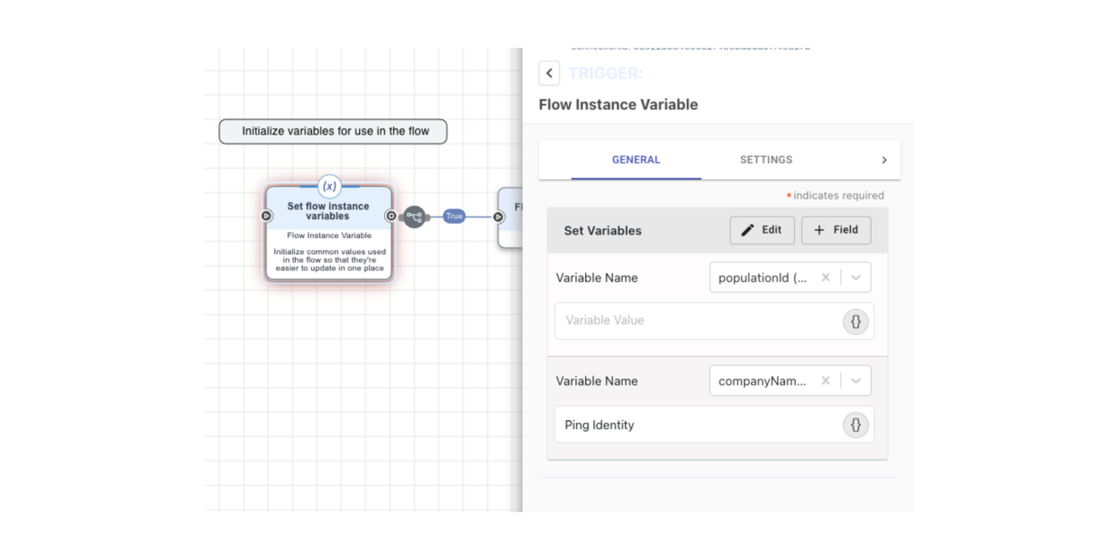 TRIGGER:
Flow Instance Variable
Initialize variables for use in the flow
GENERAL
SETTINGS
* indicates required
(x)
Set flow instance
variables
Flow Instance Variable
Initialize common values used
in the flow so that they're
easier to update in one place
True
Set Variables
Edit
+ Field
Variable Name
populationId (...
Variable Value
{}
Variable Name
companyNam...
Ping Identity
{}